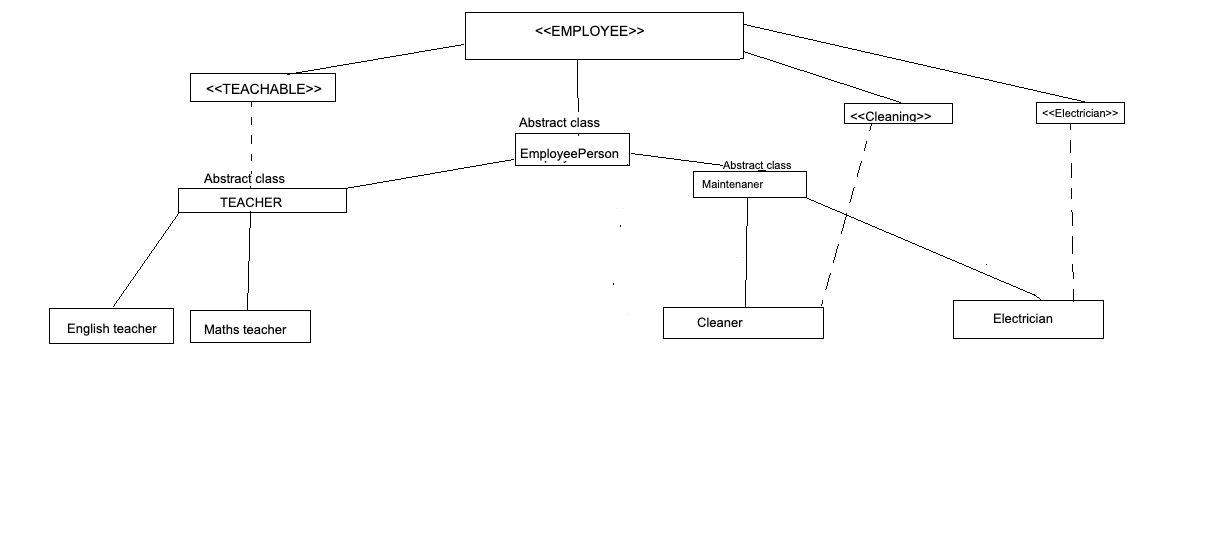 <<EMPLOYEE>>
<<TEACHABLE>>
<<Cleaning>>
<<Electrician>>
Abstract class
EmployeePerson
Abstract class
Maintenaner
Abstract class
TEACHER
English teacher
Maths teacher
Cleaner
Electrician